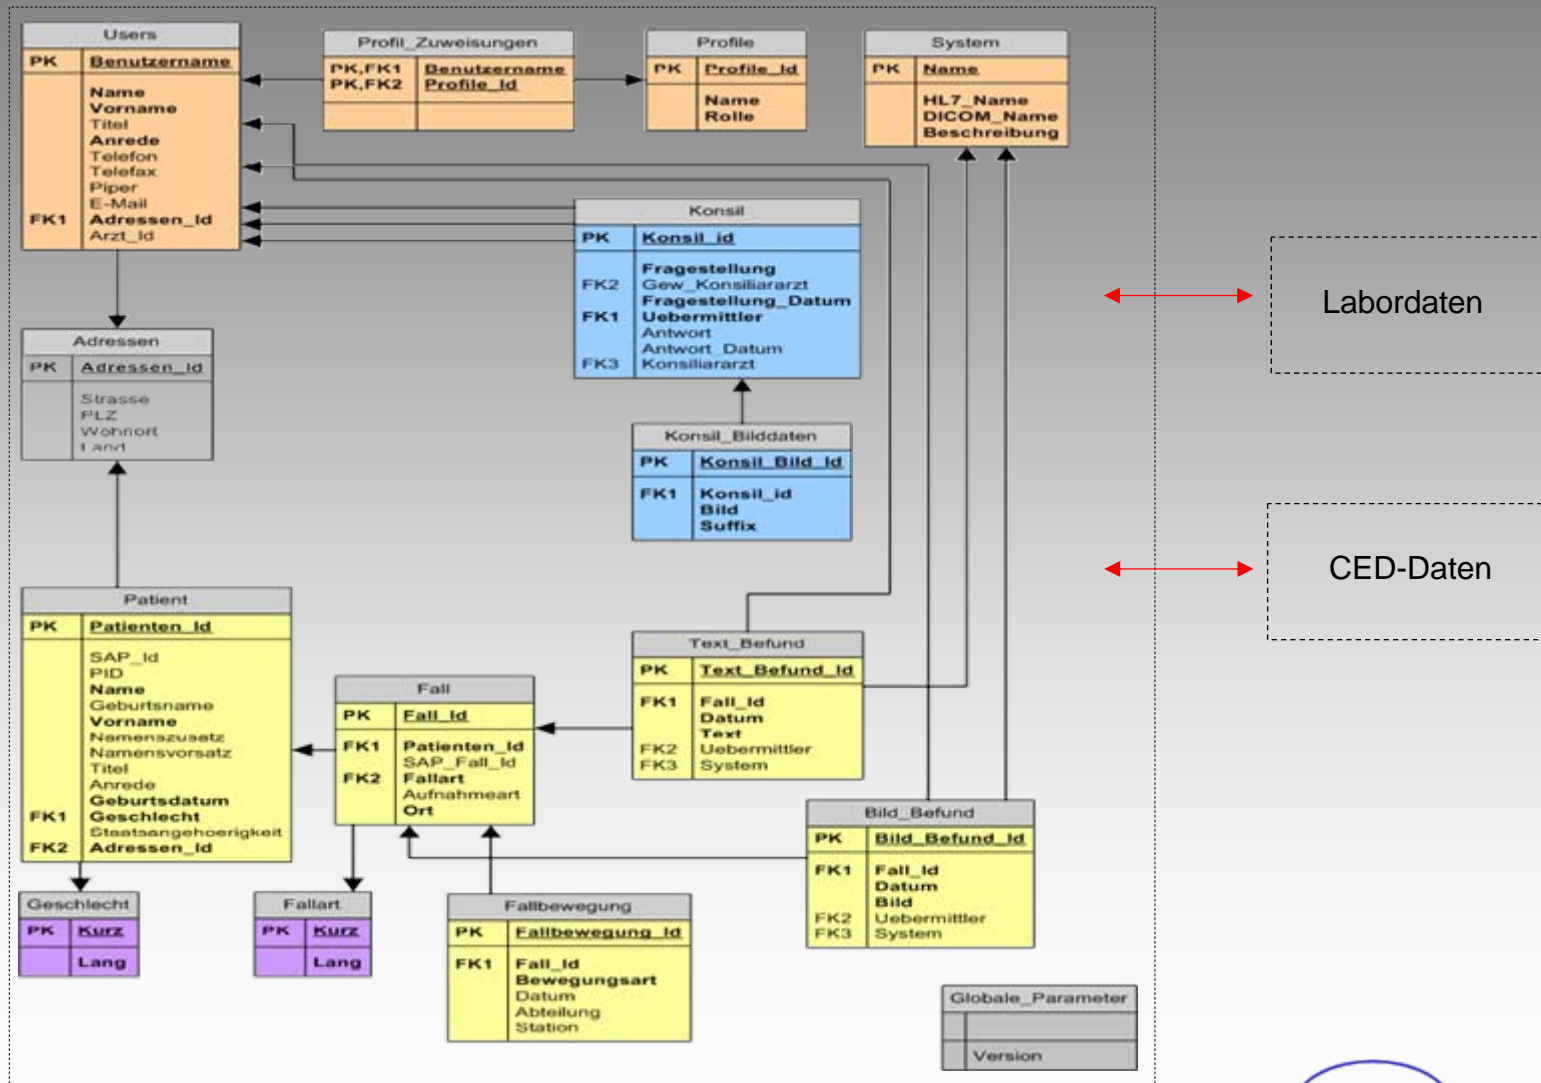 Users
PK Benutzername
Name
Vorname
Titel
Anrede
Telefon
Telefax
Piper
E-Mail
FK1 Adressen_Id
Arzt_Id
Profil_Zuweisungen
PK,FK1 Benutzername
PK,FK2 Profile_Id
Profile
PK Profile_Id
Name
Rolle
System
PK Name
HL7_Name
DICOM_Name
Beschreibung
Konsil
PK Konsil_id
Fragestellung
FK2 Gew_Konsiliararzt
Fragestellung_Datum
FK1 Uebermittler
Antwort
Antwort_Datum
FK3 Konsiliararzt
Labordaten
Adressen
PK Adressen_Id
Strasse
PLZ
Wohnort
Land
Konsil_Bilddaten
PK Konsil_Bild_Id
FK1 Konsil_id
Bild
Suffix
CED-Daten
Patient
PK Patienten_Id
SAP_Id
PID
Name
Geburtsname
Vorname
Namenszusatz
Namensvorsatz
Titel
Anrede
Geburtsdatum
FK1 Geschlecht
Staatsangehoerigkeit
FK2 Adressen_Id
Fall
PK Fall_Id
FK1 Patienten_Id
SAP_Fall_Id
FK2 Fallart
Aufnahmeart
Ort
Text_Befund
PK Text_Befund_Id
FK1 Fall_Id
Datum
Text
FK2 Uebermittler
FK3 System
Bild_Befund
PK Bild_Befund_Id
FK1 Fall_Id
Datum
Bild
FK2 Uebermittler
FK3 System
Geschlecht
PK Kurz
Lang
Fallart
PK Kurz
Lang
Fallbewegung
PK Fallbewegung_Id
FK1 Fall_Id
Bewegungsart
Datum
Abteilung
Station
Globale_Parameter
Version